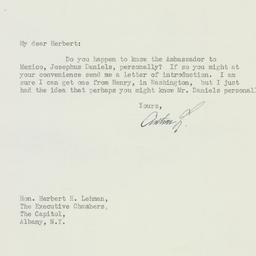 My dear Herbert:
Do you happen to know the Ambassador to
Mexico, Josephus Daniels, personally? If so you might at
your convenience send me a letter of introduction. I am
sure I can get one from Henry, in Washington, but I just
had the idea that perhaps you might know Mr. Daniels personall
Yours,
Hon. Herbert H. Lehman,
The Executive Chambers,
The Capitol,
Albany, N.Y.